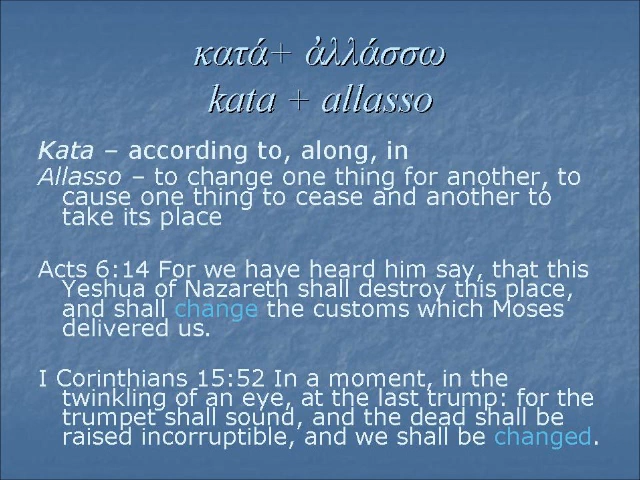 κατά+ ἀλλάσσω
kata + allasso
Kata – according to, along, in
Allasso – to change one thing for another, to
cause one thing to cease and another to
take its place
Acts 6:14 For we have heard him say, that this
Yeshua of Nazareth shall destroy this place,
and shall change the customs which Moses
delivered us.
I Corinthians 15:52 In a moment, in the
twinkling of an eye, at the last trump: for the
trumpet shall sound, and the dead shall be
raised incorruptible, and we shall be changed.